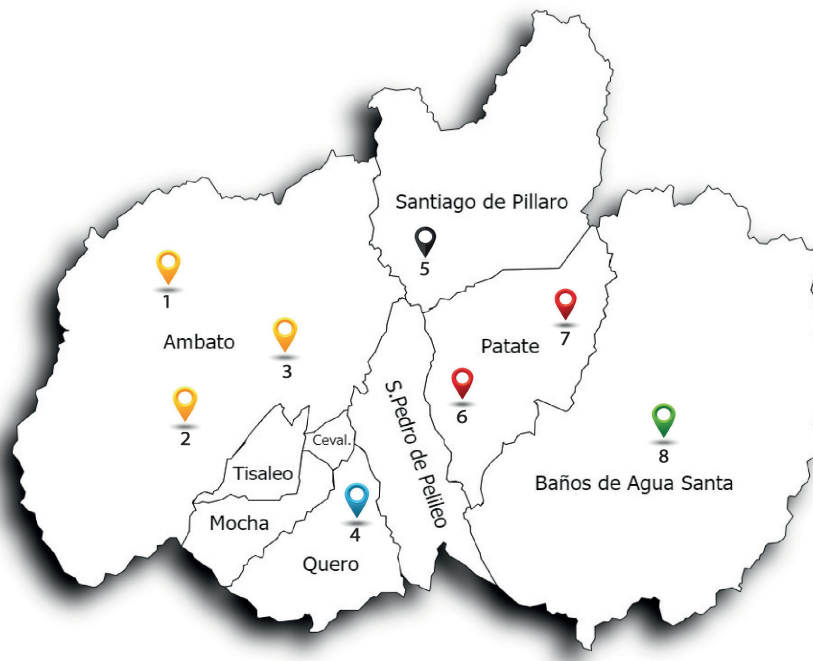 Santiago de Pillaro
5
1
Ambato
3
2
7
Patate
6
S.Pedro de Pelileo
Ceval.
Tisaleo
Mocha
4
Quero
8
Baños de Agua Santa